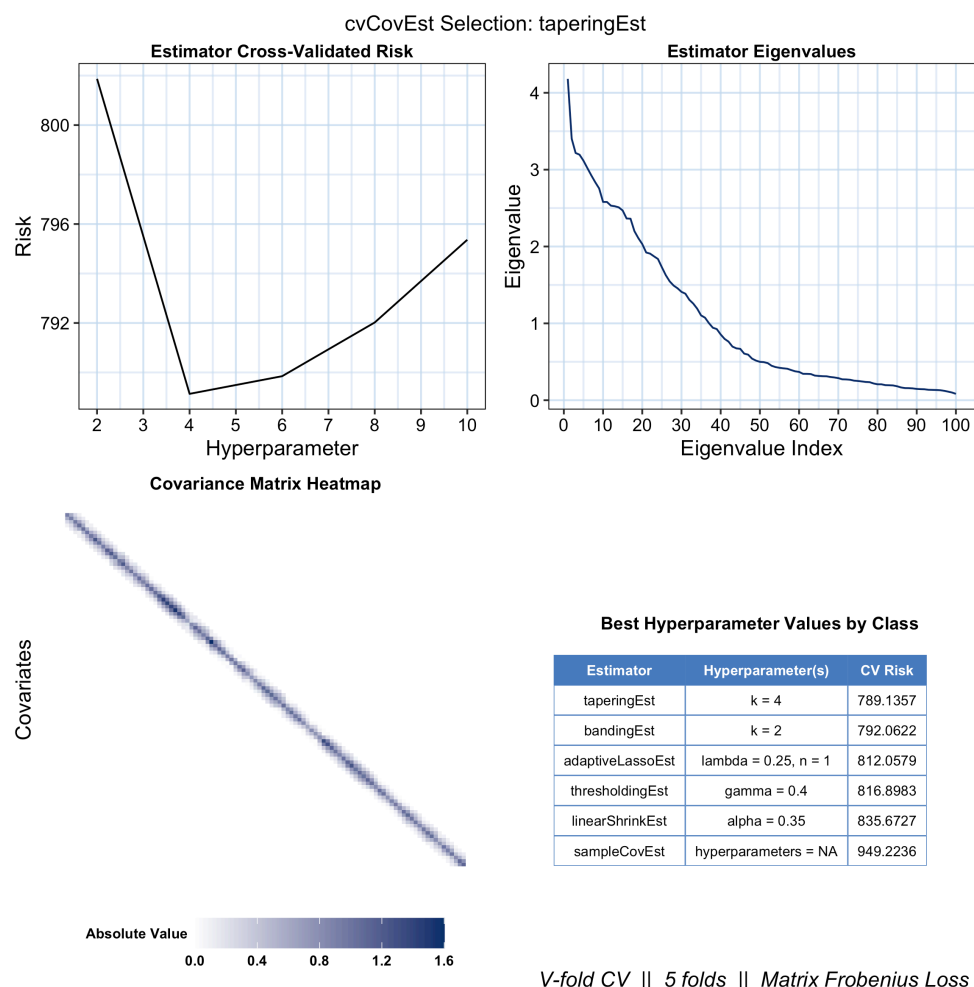 cvCovEst Selection: taperingEst
Estimator Cross-Validated Risk
Risk
800
796
792
2 3 4 5 6 7 8 9 10
Hyperparameter
Estimator Eigenvalues
Eigenvalue
4
3
2
1
0
0 10 20 30 40 50 60 70 80 90 100
Eigenvalue Index
Covariance Matrix Heatmap
Covariates
Absolute Value
0.0 0.4 0.8 1.2 1.6
Best Hyperparameter Values by Class
Estimator Hyperparameter(s) CV Risk
taperingEst k = 4 789.1357
bandingEst k = 2 792.0622
adaptiveLassoEst lambda = 0.25, n = 1 812.0579
thresholdingEst gamma = 0.4 816.8983
linearShrinkEst alpha = 0.35 835.6727
sampleCovEst hyperparameters = NA 949.2236
V-fold CV || 5 folds || Matrix Frobenius Loss